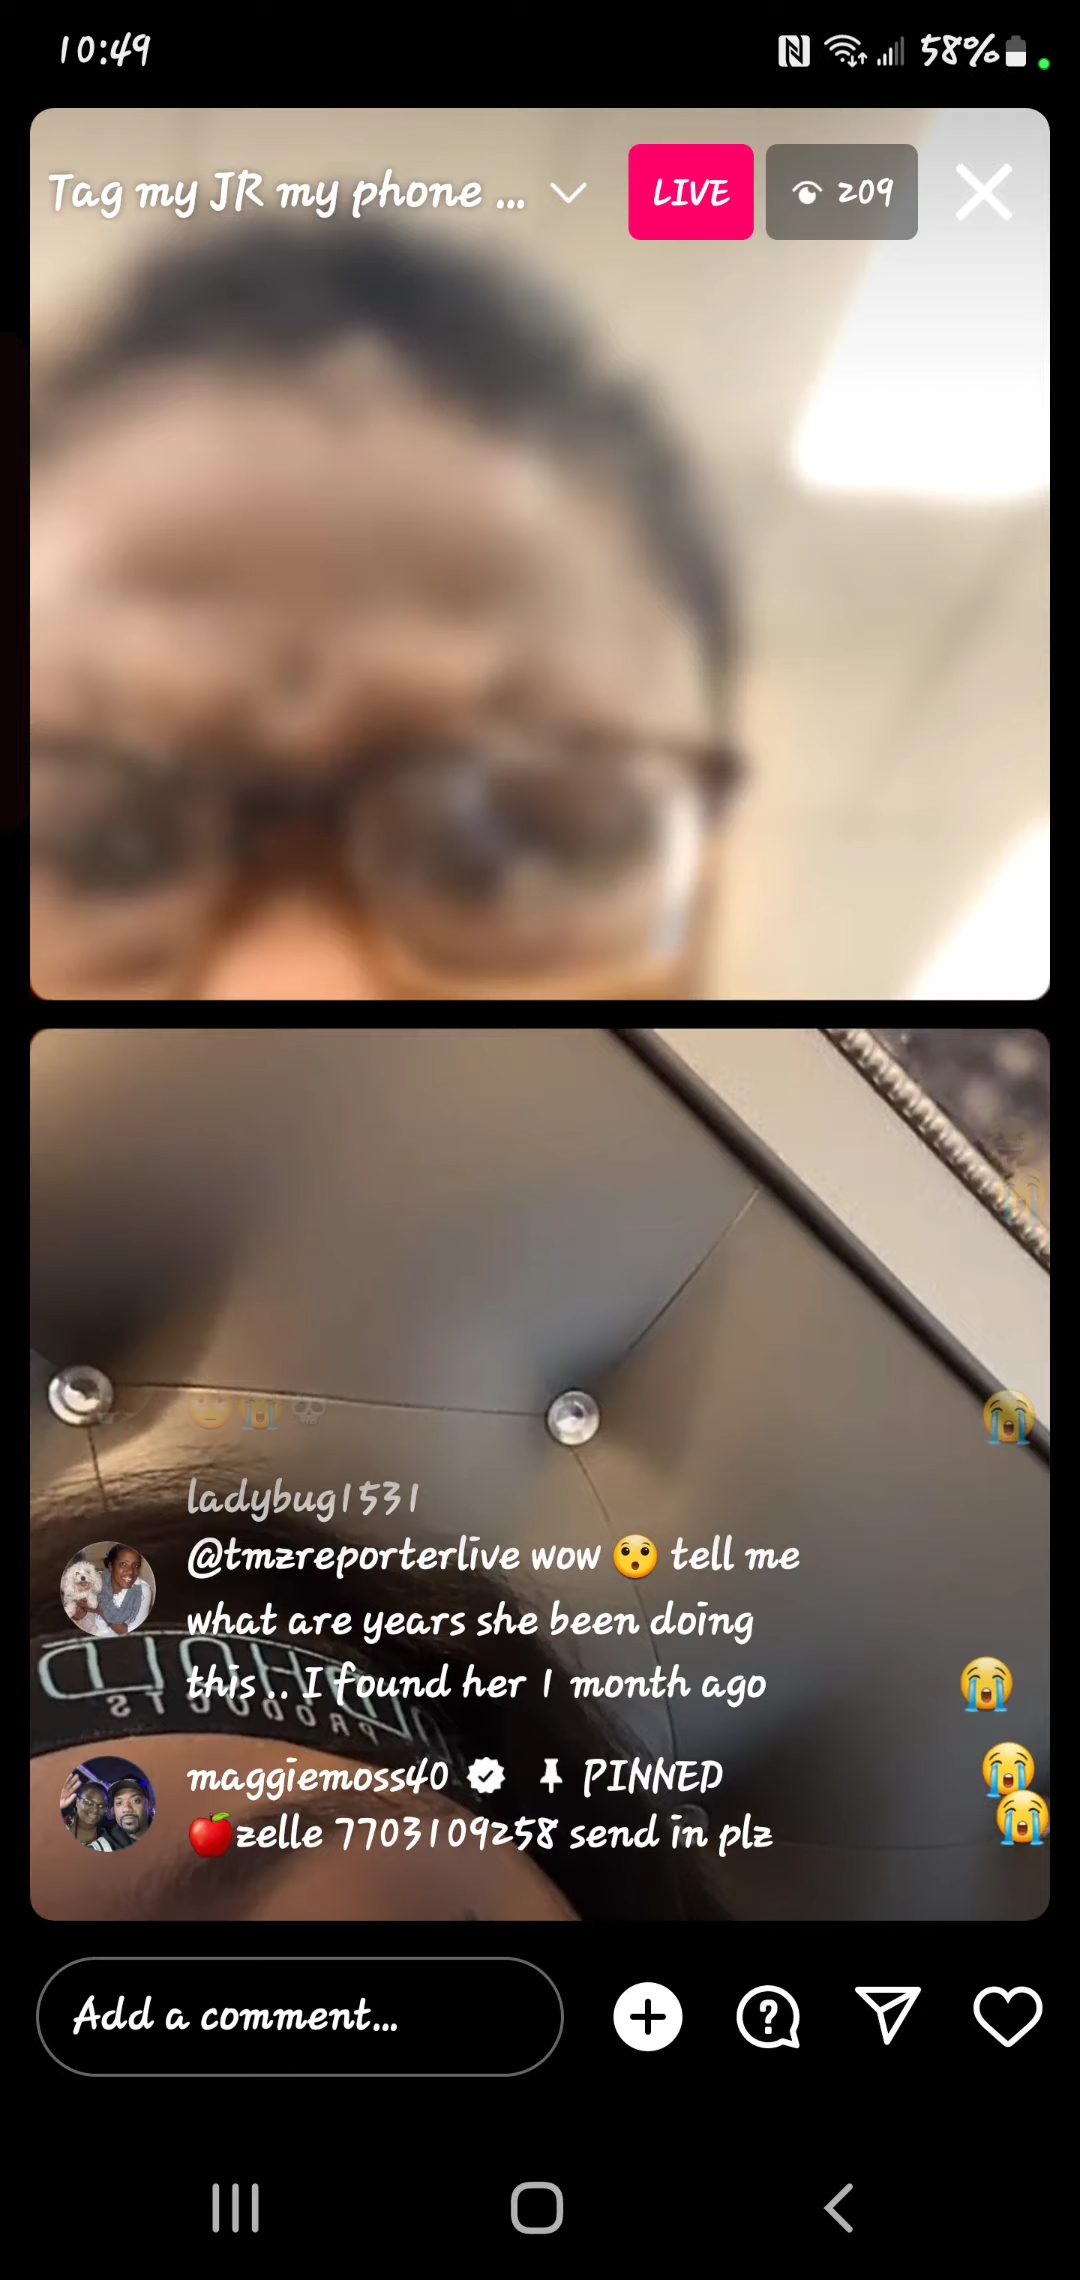 10:49
58%
Tag my JR my phone ...
LIVE
209
ladybug1531
@tmzreporterlive wow 😯 tell me
what are years she been doing
this .. I found her 1 month ago
PRODUCTS
maggiemoss40 PINNED
🍎zelle 7703109258 send in plz
Add a comment...